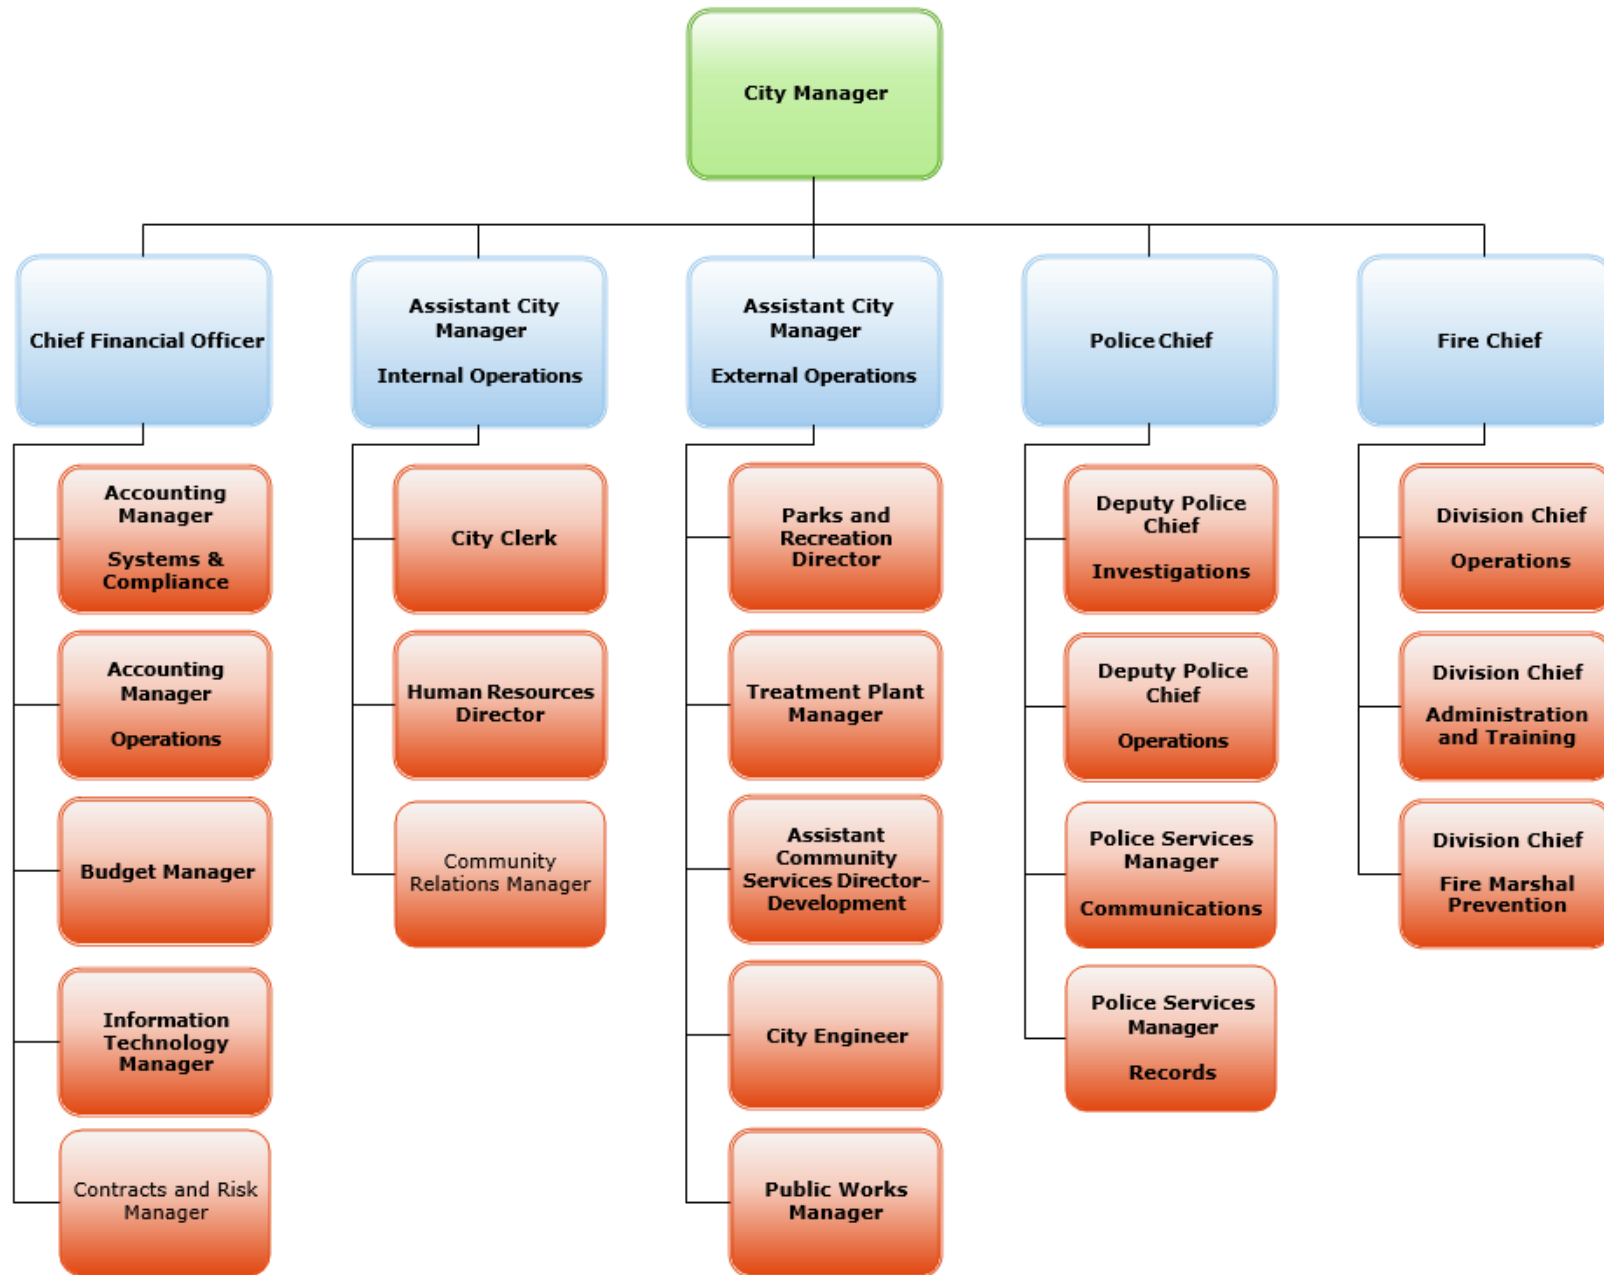 City Manager
Chief Financial Officer
Assistant City
Manager
Internal Operations
Assistant City
Manager
External Operations
Police Chief
Fire Chief
Accounting
Manager
Systems &
Compliance
Accounting
Manager
Operations
Budget Manager
Information
Technology
Manager
Contracts and Risk
Manager
City Clerk
Human Resources
Director
Community
Relations Manager
Parks and
Recreation
Director
Treatment Plant
Manager
Assistant
Community
Services Director-
Development
City Engineer
Public Works
Manager
Deputy Police
Chief
Investigations
Deputy Police
Chief
Operations
Police Services
Manager
Communications
Police Services
Manager
Records
Division Chief
Operations
Division Chief
Administration
and Training
Division Chief
Fire Marshal
Prevention